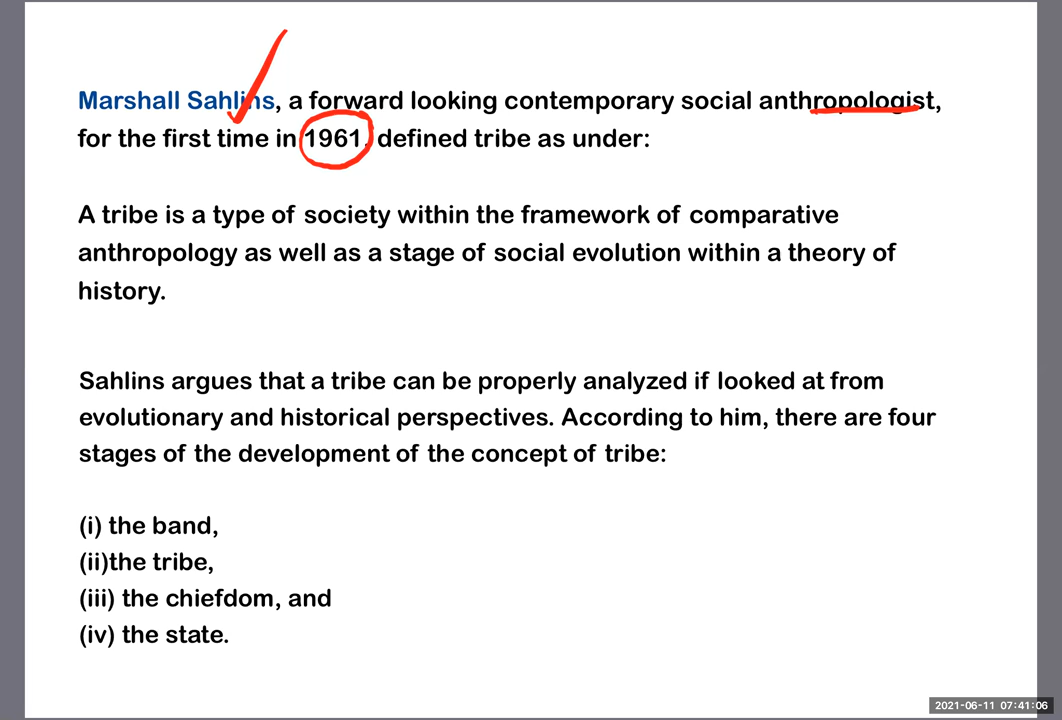 Marshall Sahlins, a forward looking contemporary social anthropologist,
for the first time in 1961, defined tribe as under:
A tribe is a type of society within the framework of comparative
anthropology as well as a stage of social evolution within a theory of
history.
Sahlins argues that a tribe can be properly analyzed if looked at from
evolutionary and historical perspectives. According to him, there are four
stages of the development of the concept of tribe:
(i) the band,
(ii)the tribe,
(iii) the chiefdom, and
(iv) the state.
2021-06-11 07:41:06